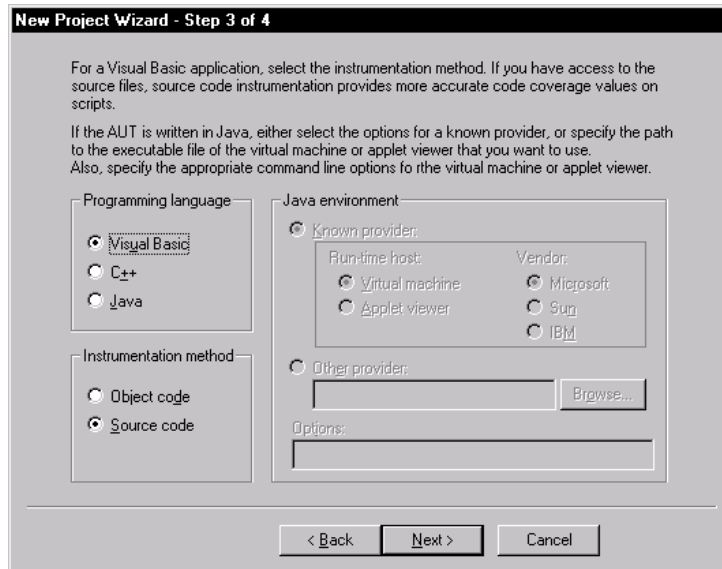 New Project Wizard - Step 3 of 4
For a Visual Basic application, select the instrumentation method. If you have access to the
source files, source code instrumentation provides more accurate code coverage values on
scripts.
If the AUT is written in Java, either select the options for a known provider, or specify the path
to the executable file of the virtual machine or applet viewer that you want to use.
Also, specify the appropriate command line options fo rthe virtual machine or applet viewer.
Programming language
Visual Basic
C++
Java
Instrumentation method
Object code
Source code
Java environment
Known provider:
Run-time host:
Virtual machine
Applet viewer
Vendor:
Microsoft
Sun
IBM
Other provider:
Browse...
Options:
< Back
Next >
Cancel